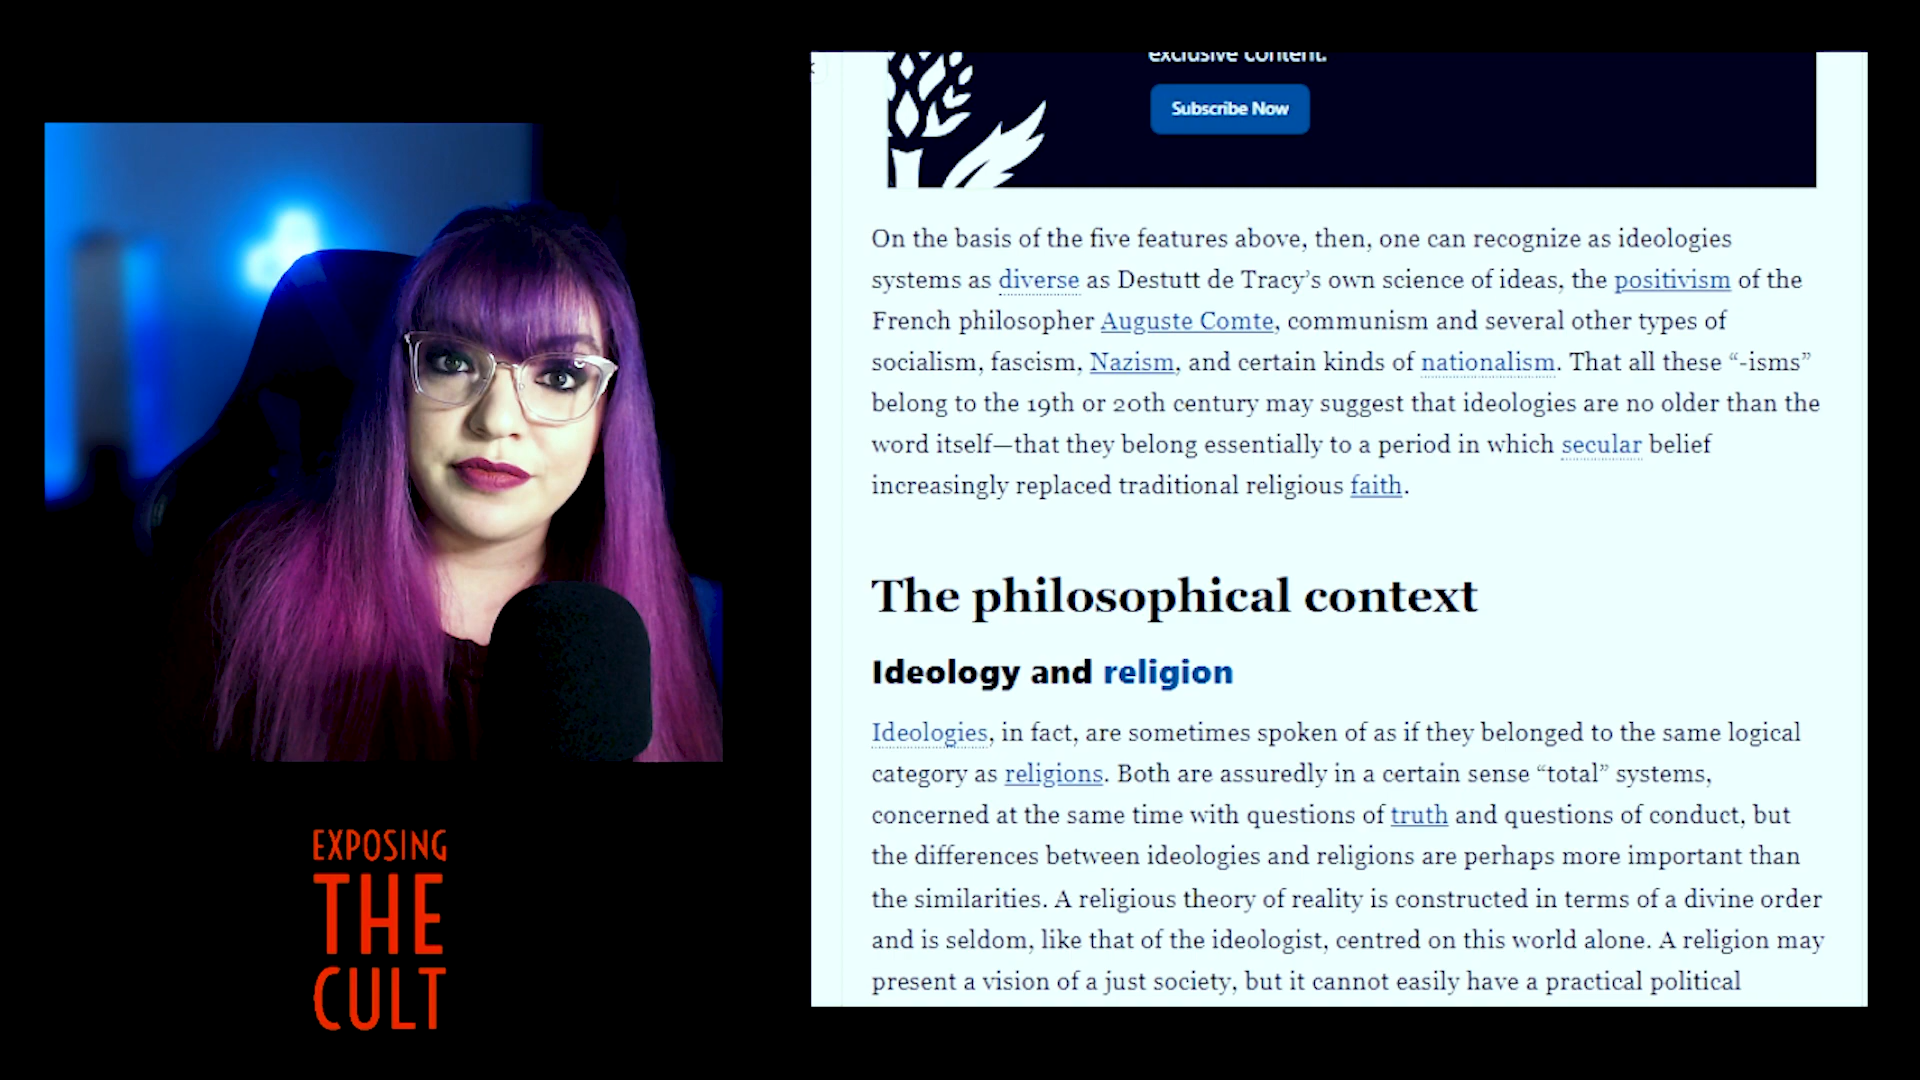 exclusive content.
Subscribe Now
On the basis of the five features above, then, one can recognize as ideologies
systems as diverse as Destutt de Tracy’s own science of ideas, the positivism of the
French philosopher Auguste Comte, communism and several other types of
socialism, fascism, Nazism, and certain kinds of nationalism. That all these “-isms”
belong to the 19th or 20th century may suggest that ideologies are no older than the
word itself—that they belong essentially to a period in which secular belief
increasingly replaced traditional religious faith.
The philosophical context
Ideology and religion
Ideologies, in fact, are sometimes spoken of as if they belonged to the same logical
category as religions. Both are assuredly in a certain sense “total” systems,
concerned at the same time with questions of truth and questions of conduct, but
the differences between ideologies and religions are perhaps more important than
the similarities. A religious theory of reality is constructed in terms of a divine order
and is seldom, like that of the ideologist, centred on this world alone. A religion may
present a vision of a just society, but it cannot easily have a practical political
EXPOSING
THE
CULT